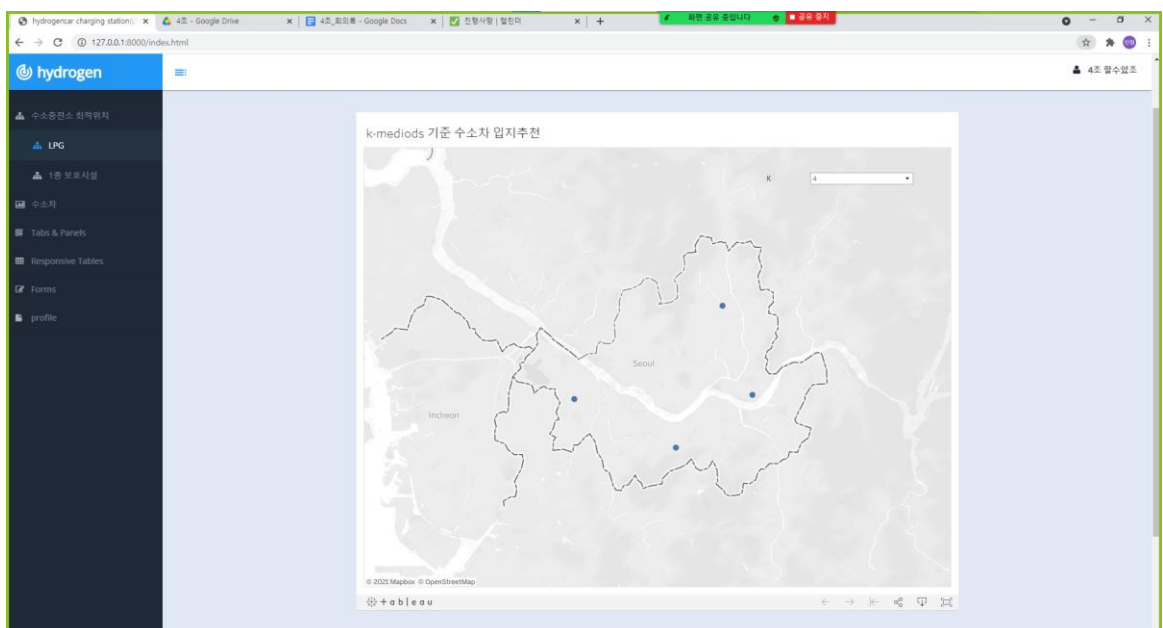 hydrogencar charging station(L
4조 - Google Drive
4조_회의록 - Google Docs
진행사항 | 할된더
화면 공유 중입니다
공유 중지
127.0.0.1:8000/index.html
hydrogen
4조 할수있조
수소충전소 최적위치
LPG
1종 보호시설
수소차
Tabs & Panels
Responsive Tables
Forms
profile
k-mediods 기준 수소차 입지추천
K
4
Seoul
Incheon
© 2021 Mapbox © OpenStreetMap
+ableau